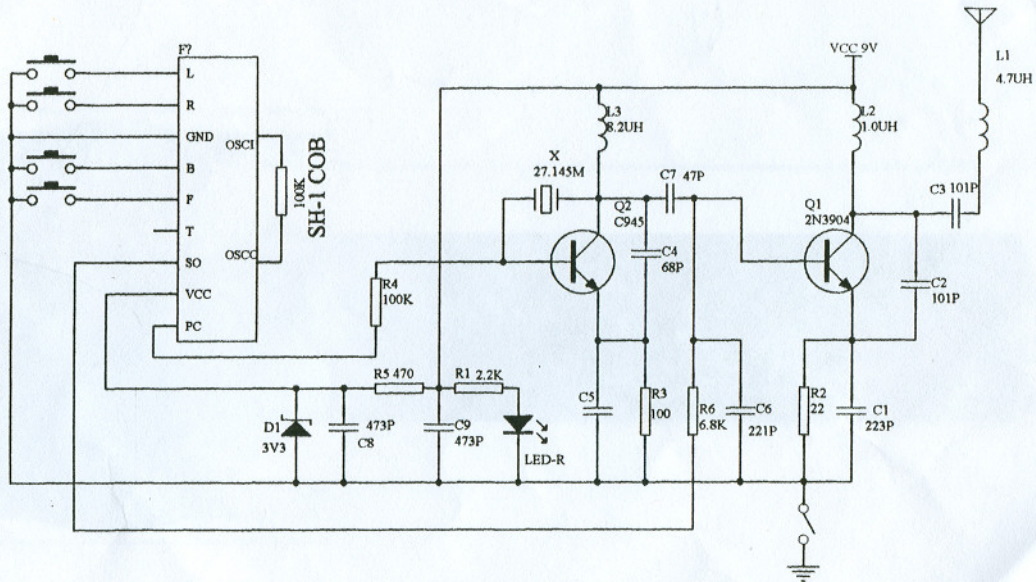 F?
L
R
GND
B
F
T
SO
VCC
PC
OSCI
OSCC
100K
SH-1 COB
R4
100K
X
27.145M
L3
8.2UH
Q2
C945
C7 47P
C4
68P
VCC 9V
L2
1.0UH
Q1
2N3904
L1
4.7UH
C3 101P
C2
101P
R5 470
R1 2.2K
D1
3V3
473P
C8
C9
473P
LED-R
C5
R3
100
R6
6.8K
C6
221P
R2
22
C1
223P